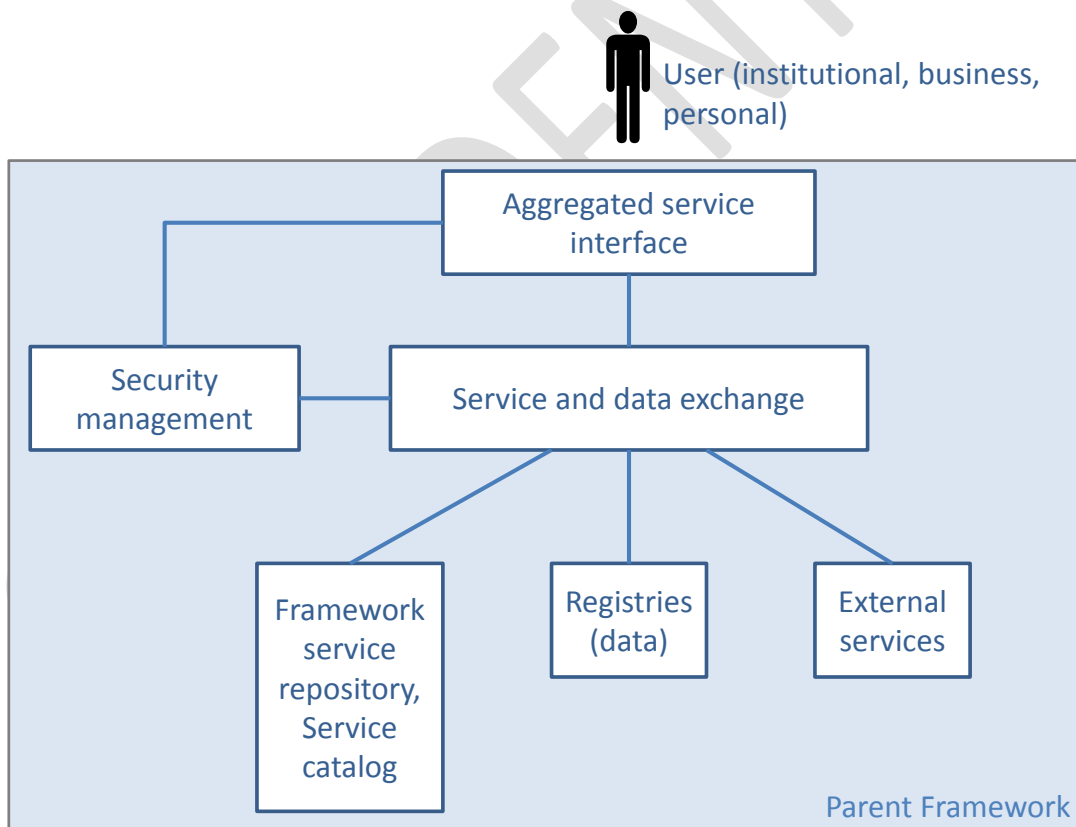 User (institutional, business,
personal)
Aggregated service
interface
Security
management
Service and data exchange
Framework
service
repository,
Service
catalog
Registries
(data)
External
services
Parent Framework